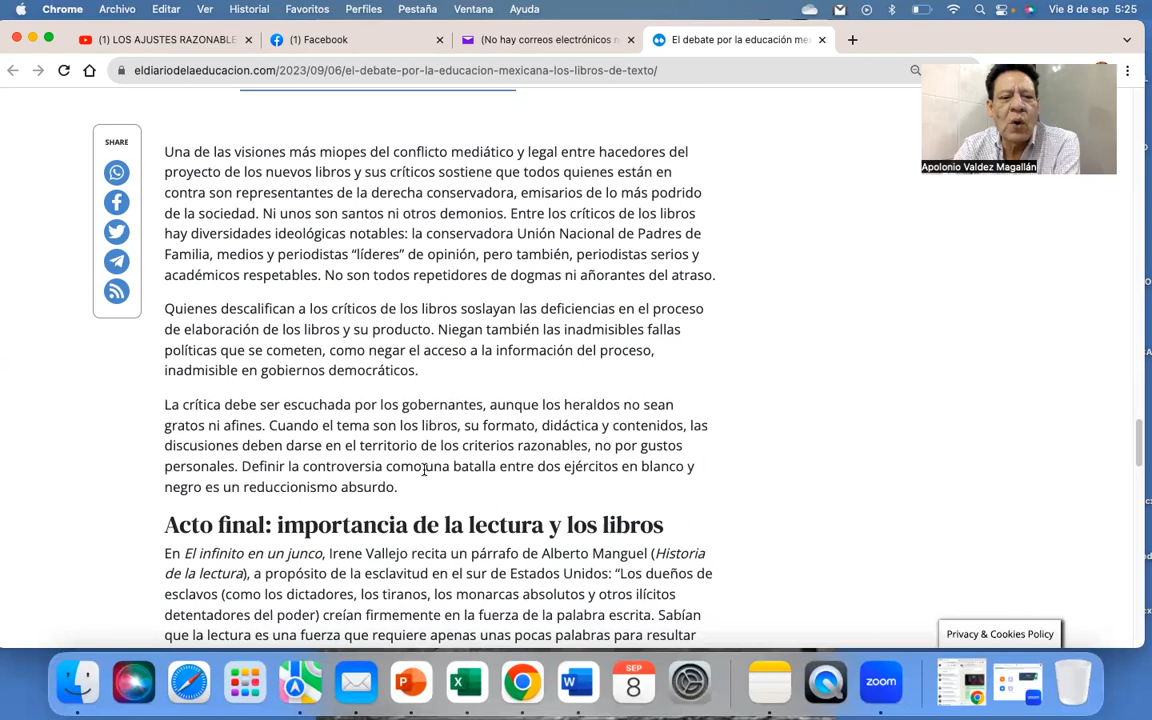 Chrome Archivo Editar Ver Historial Favoritos Perfiles Pestaña Ventana Ayuda Vie 8 de sep 5:25
(1) LOS AJUSTES RAZONABLE (1) Facebook (No hay correos electrónicos El debate por la educación me
eldiariodelaeducacion.com/2023/09/06/el-debate-por-la-educacion-mexicana-los-libros-de-texto/
SHARE
Apolonio Valdez Magallán
Una de las visiones más miopes del conflicto mediático y legal entre hacedores del
proyecto de los nuevos libros y sus críticos sostiene que todos quienes están en
contra son representantes de la derecha conservadora, emisarios de lo más podrido
de la sociedad. Ni unos son santos ni otros demonios. Entre los críticos de los libros
hay diversidades ideológicas notables: la conservadora Unión Nacional de Padres de
Familia, medios y periodistas “líderes” de opinión, pero también, periodistas serios y
académicos respetables. No son todos repetidores de dogmas ni añorantes del atraso.
Quienes descalifican a los críticos de los libros soslayan las deficiencias en el proceso
de elaboración de los libros y su producto. Niegan también las inadmisibles fallas
políticas que se cometen, como negar el acceso a la información del proceso,
inadmisible en gobiernos democráticos.
La crítica debe ser escuchada por los gobernantes, aunque los heraldos no sean
gratos ni afines. Cuando el tema son los libros, su formato, didáctica y contenidos, las
discusiones deben darse en el territorio de los criterios razonables, no por gustos
personales. Definir la controversia como una batalla entre dos ejércitos en blanco y
negro es un reduccionismo absurdo.
Acto final: importancia de la lectura y los libros
En El infinito en un junco, Irene Vallejo recita un párrafo de Alberto Manguel (Historia
de la lectura), a propósito de la esclavitud en el sur de Estados Unidos: “Los dueños de
esclavos (como los dictadores, los tiranos, los monarcas absolutos y otros ilícitos
detentadores del poder) creían firmemente en la fuerza de la palabra escrita. Sabían
que la lectura es una fuerza que requiere apenas unas pocas palabras para resultar
Privacy & Cookies Policy
SEP
8
zoom